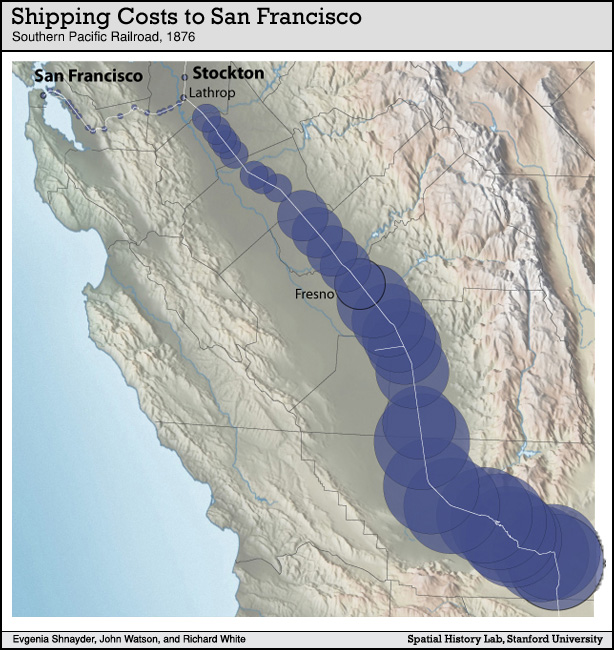 Shipping Costs to San Francisco
Southern Pacific Railroad, 1876
San Francisco
Stockton
Lathrop
Fresno
Evgenia Shnayder, John Watson, and Richard White
Spatial History Lab, Stanford University